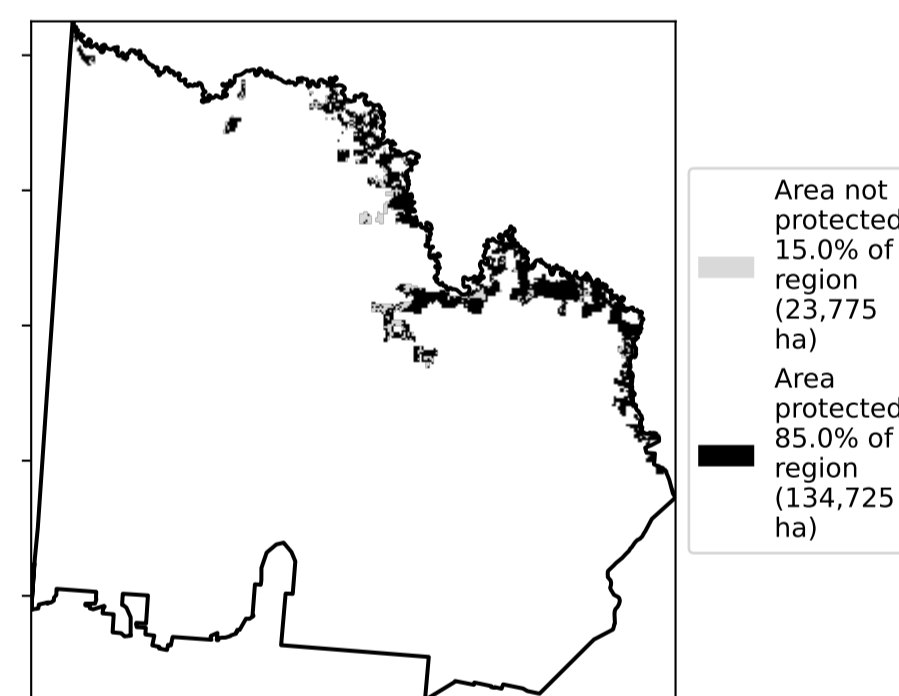 Area not
protected
15.0% of
region
(23,775
ha)
Area
protected
85.0% of
region
(134,725
ha)